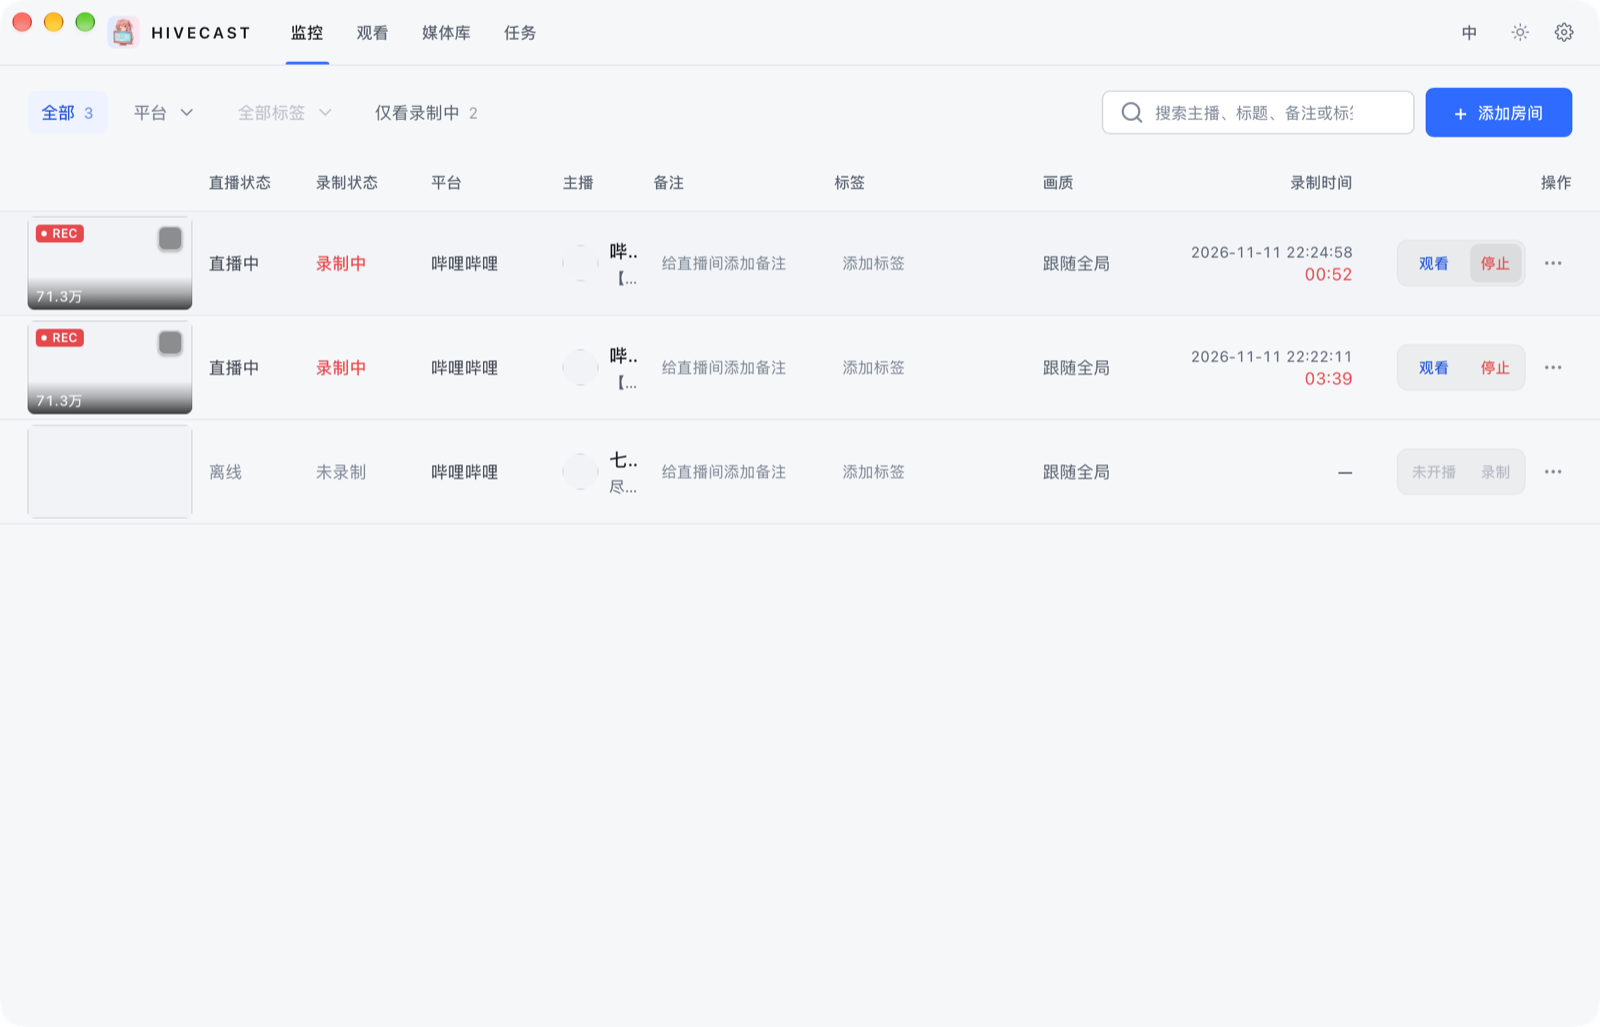 HIVECAST 监控 观看 媒体库 任务 中
全部 3 平台 全部标签 仅看录制中 2 搜索主播、标题、备注或标 + 添加房间
直播状态 录制状态 平台 主播 备注 标签 画质 录制时间 操作
REC
71.3万
直播中 录制中 哔哩哔哩
哔..
【...
给直播间添加备注 添加标签 跟随全局
2026-11-11 22:24:58
00:52
观看 停止 ...
REC
71.3万
直播中 录制中 哔哩哔哩
哔..
【...
给直播间添加备注 添加标签 跟随全局
2026-11-11 22:22:11
03:39
观看 停止 ...
离线 未录制 哔哩哔哩
七..
尽...
给直播间添加备注 添加标签 跟随全局 — 未开播 录制 ...